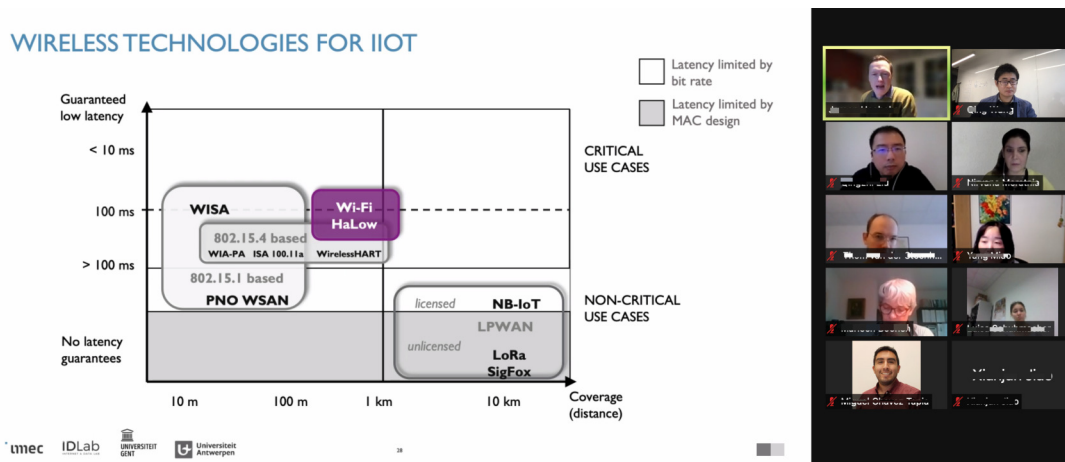 WIRELESS TECHNOLOGIES FOR IIOT
Latency limited by
bit rate
Latency limited by
MAC design
Guaranteed
low latency
< 10 ms
100 ms
> 100 ms
No latency
guarantees
CRITICAL
USE CASES
NON-CRITICAL
USE CASES
WISA
Wi-Fi
HaLow
802.15.4 based
WIA-PA ISA 100.11a WirelessHART
802.15.1 based
PNO WSAN
licensed NB-IoT
LPWAN
unlicensed
LoRa
SigFox
10 m 100 m 1 km 10 km
Coverage
(distance)
imec
IDLab
UNIVERSITEIT
GENT
Universiteit
Antwerpen
28